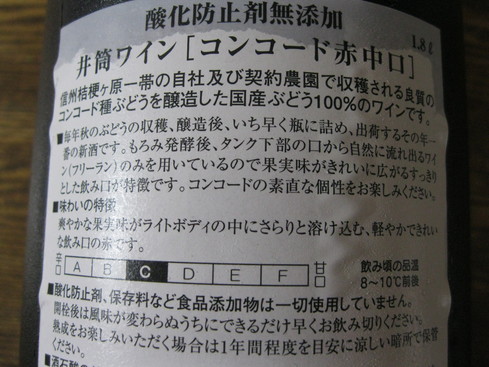 酸化防止剤無添加
1.8ℓ
井筒ワイン[コンコード赤中口]
信州桔梗ヶ原一帯の自社及び契約農園で収穫される良質の
コンコード種ぶどうを醸造した国産ぶどう100%のワインです。
■毎年秋のぶどうの収穫、醸造後、いち早く瓶に詰め、出荷するその年一
番の新酒です。もろみ発酵後、タンク下部の口から自然に流れ出るワイ
ン(フリーラン)のみを用いているので果実味がきれいに広がるすっきり
とした飲み口が特徴です。コンコードの素直な個性をお楽しみください。
■味わいの特徴
爽やかな果実味がライトボディの中にさらりと溶け込む、軽やかできれい
な飲み口の赤です。
辛口 A B C D E F 甘口
飲み頃の品温
8〜10℃前後
■酸化防止剤、保存料など食品添加物は一切使用していません。
開栓後は風味が変わらぬうちにできるだけ早くお飲み切りください。
熟成をお楽しみいただく場合は1年間程度を目安に涼しい暗所で保管
ください。
■酒石酸の